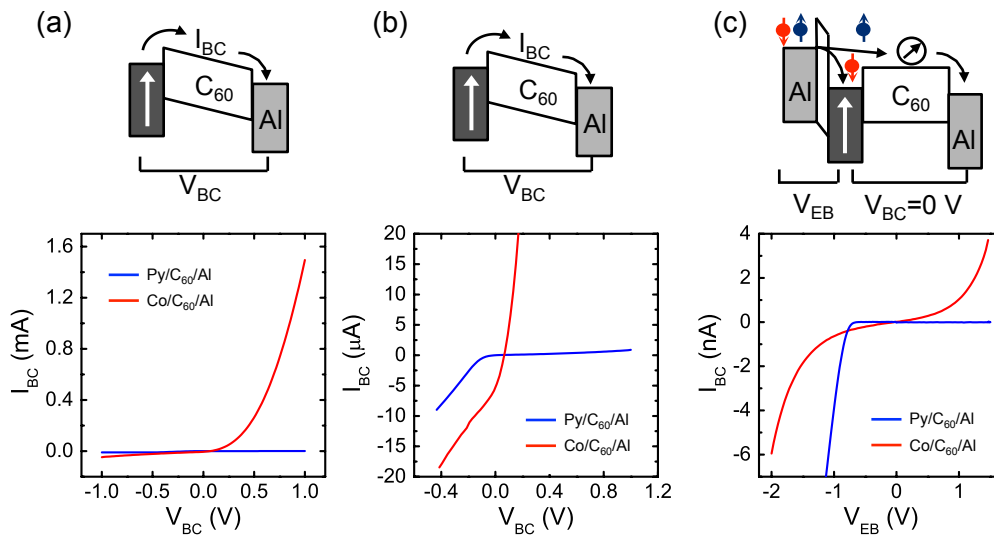 (a)
I_BC
C_60
Al
V_BC
1.6
1.2
0.8
0.4
0.0
I_BC (mA)
Py/C_60/Al
Co/C_60/Al
-1.0 -0.5 0.0 0.5 1.0
V_BC (V)
(b)
I_BC
C_60
Al
V_BC
20
15
10
5
0
-5
-10
-15
-20
I_BC (μA)
Py/C_60/Al
Co/C_60/Al
-0.4 0.0 0.4 0.8 1.2
V_BC (V)
(c)
Al
C_60
Al
V_EB V_BC=0 V
4
2
0
-2
-4
-6
I_BC (nA)
Py/C_60/Al
Co/C_60/Al
-2 -1 0 1
V_EB (V)